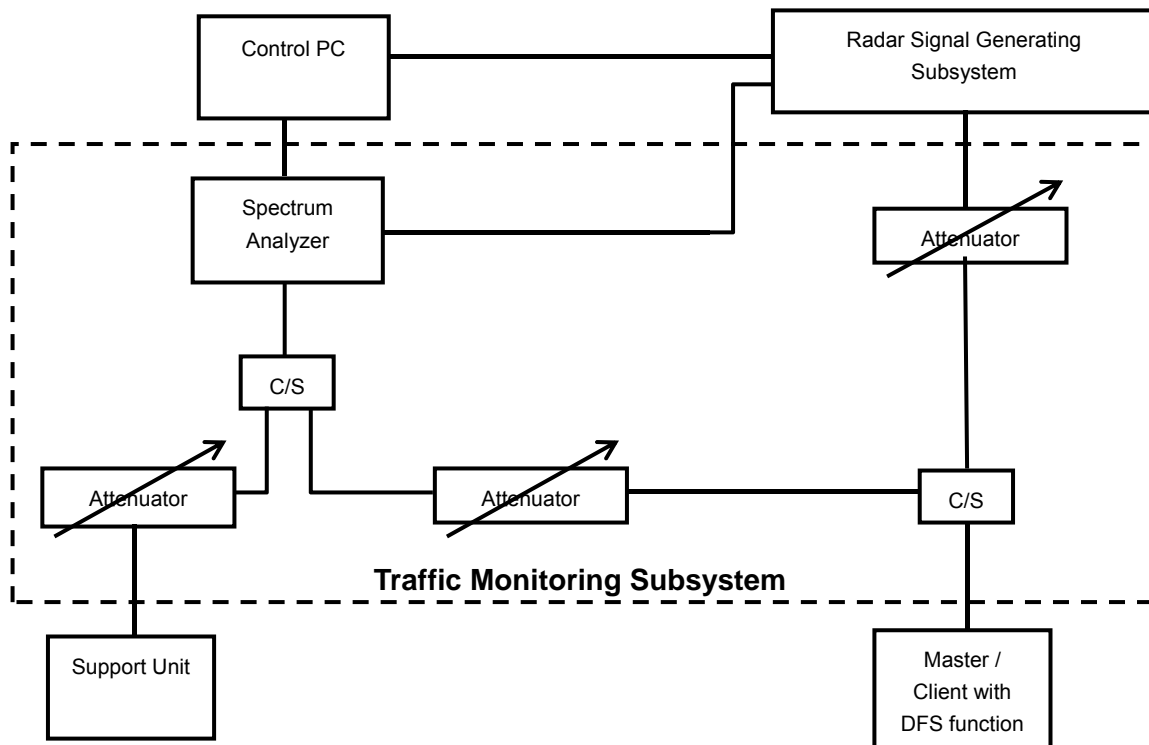 Control PC
Radar Signal Generating
Subsystem
Spectrum
Analyzer
Attenuator
C/S
Attenuator
Attenuator
C/S
Traffic Monitoring Subsystem
Support Unit
Master /
Client with
DFS function